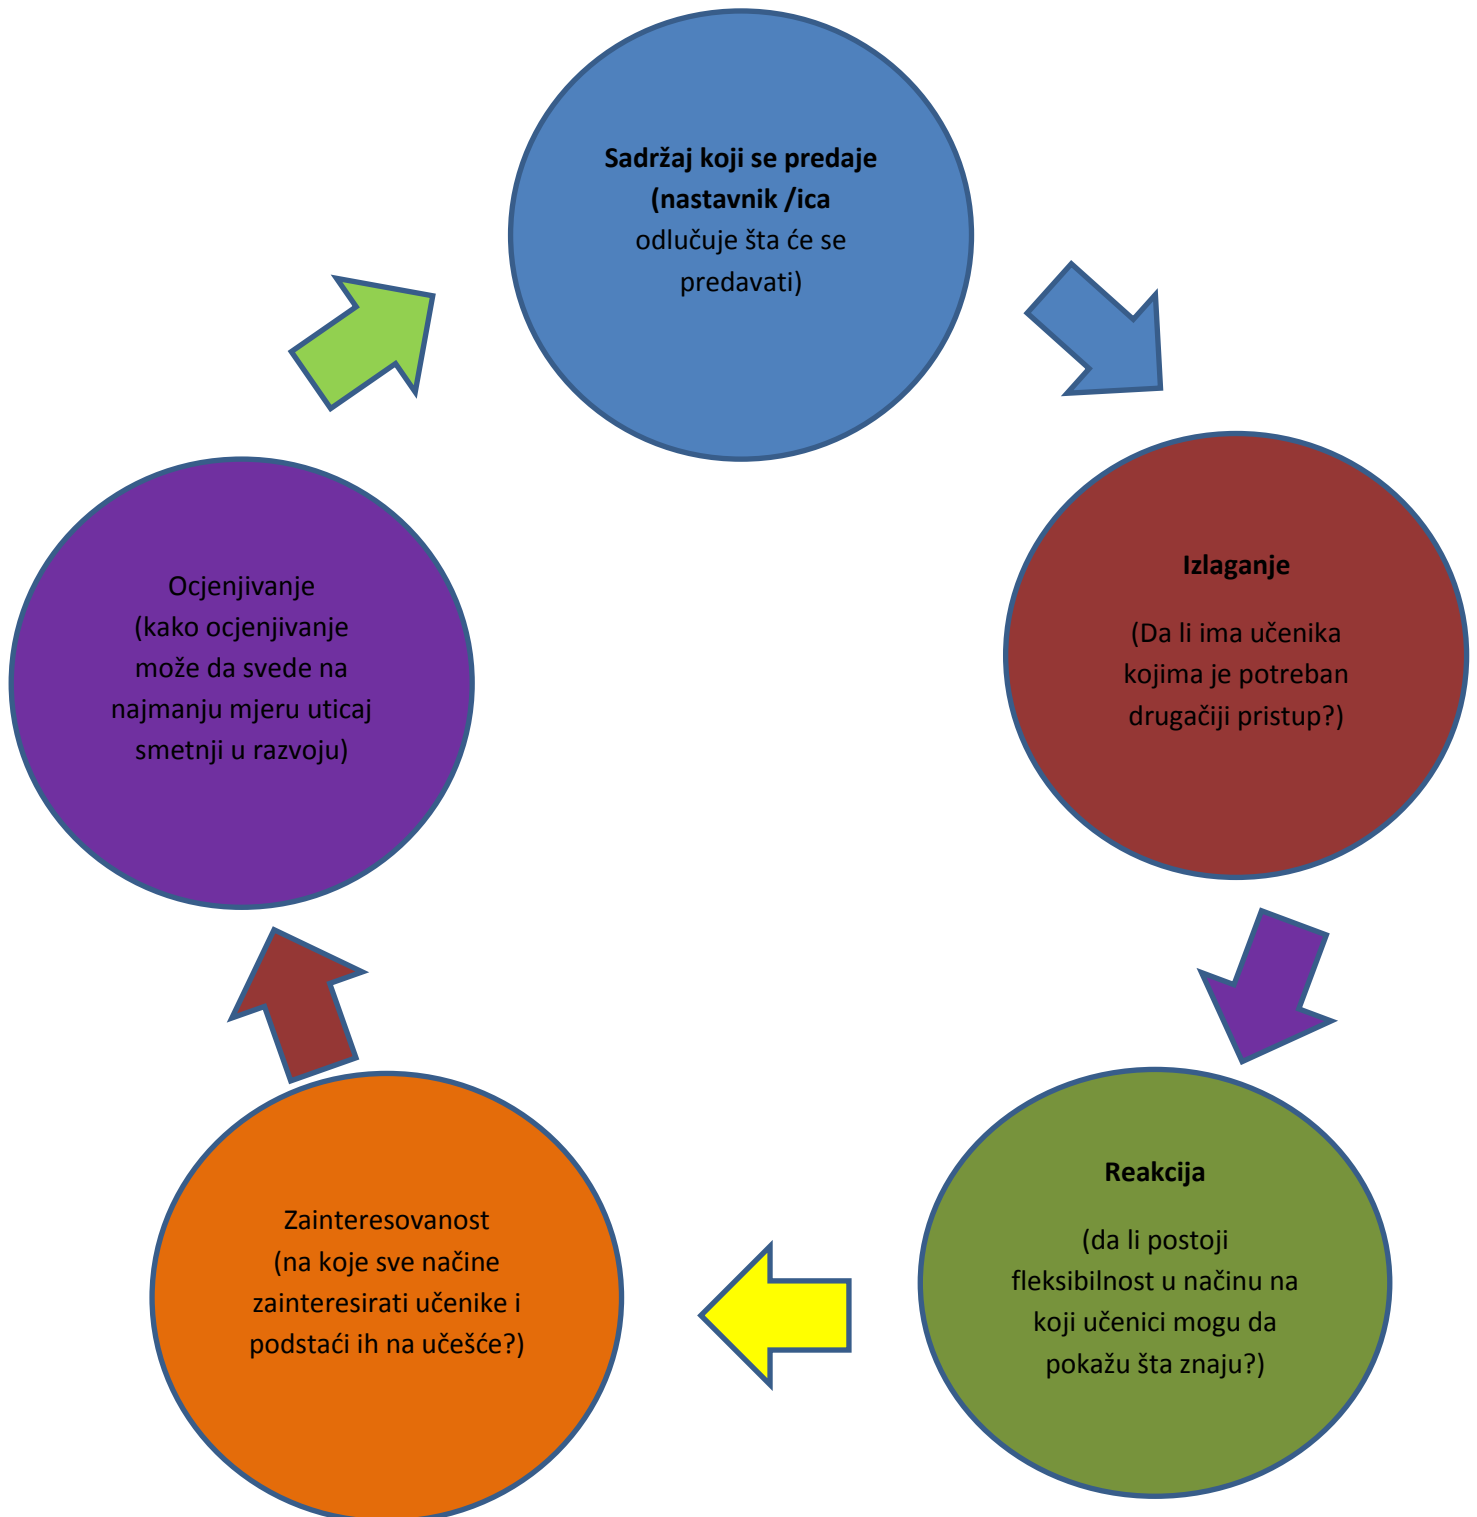 Sadržaj koji se predaje
(nastavnik /ica
odlučuje šta će se
predavati)
Izlaganje
(Da li ima učenika
kojima je potreban
drugačiji pristup?)
Reakcija
(da li postoji
fleksibilnost u načinu na
koji učenici mogu da
pokažu šta znaju?)
Zainteresovanost
(na koje sve načine
zainteresirati učenike i
podstaći ih na učešće?)
Ocjenjivanje
(kako ocjenjivanje
može da svede na
najmanju mjeru uticaj
smetnji u razvoju)